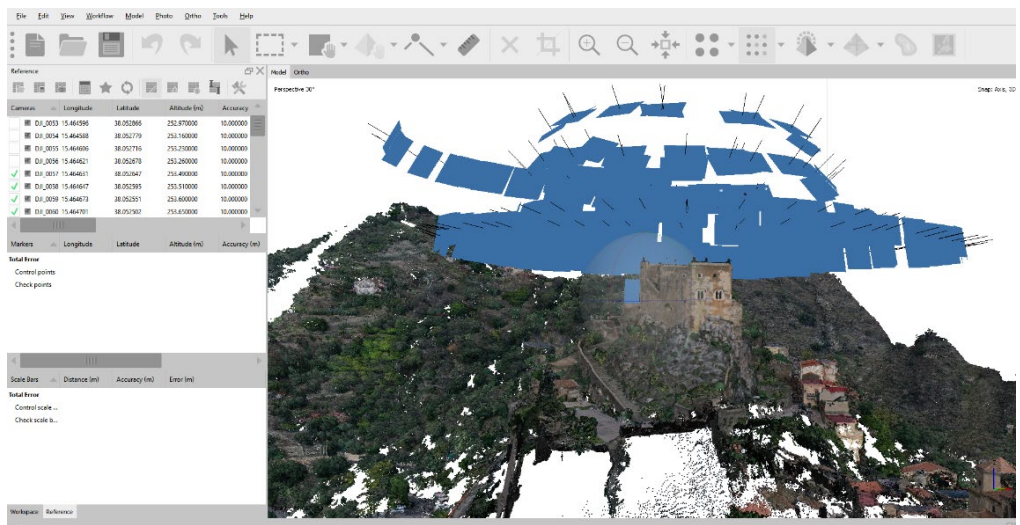 File Edit View Workflow Model Photo Ortho Tools Help
Reference
Model Ortho
Perspective 30°
Snap: Axis, 3D
Cameras Longitude Latitude Altitude (m) Accuracy
DJI_0053 15.464596 38.052866 252.970000 10.000000
DJI_0054 15.464588 38.052779 253.160000 10.000000
DJI_0055 15.464606 38.052716 253.230000 10.000000
DJI_0056 15.464621 38.052678 253.260000 10.000000
DJI_0057 15.464631 38.052647 253.490000 10.000000
DJI_0058 15.464647 38.052595 253.510000 10.000000
DJI_0059 15.464673 38.052551 253.600000 10.000000
DJI_0060 15.464701 38.052502 253.650000 10.000000
Markers Longitude Latitude Altitude (m) Accuracy (m)
Total Error
Control points
Check points
Scale Bars Distance (m) Accuracy (m) Error (m)
Total Error
Control scale ...
Check scale b...
Workspace Reference